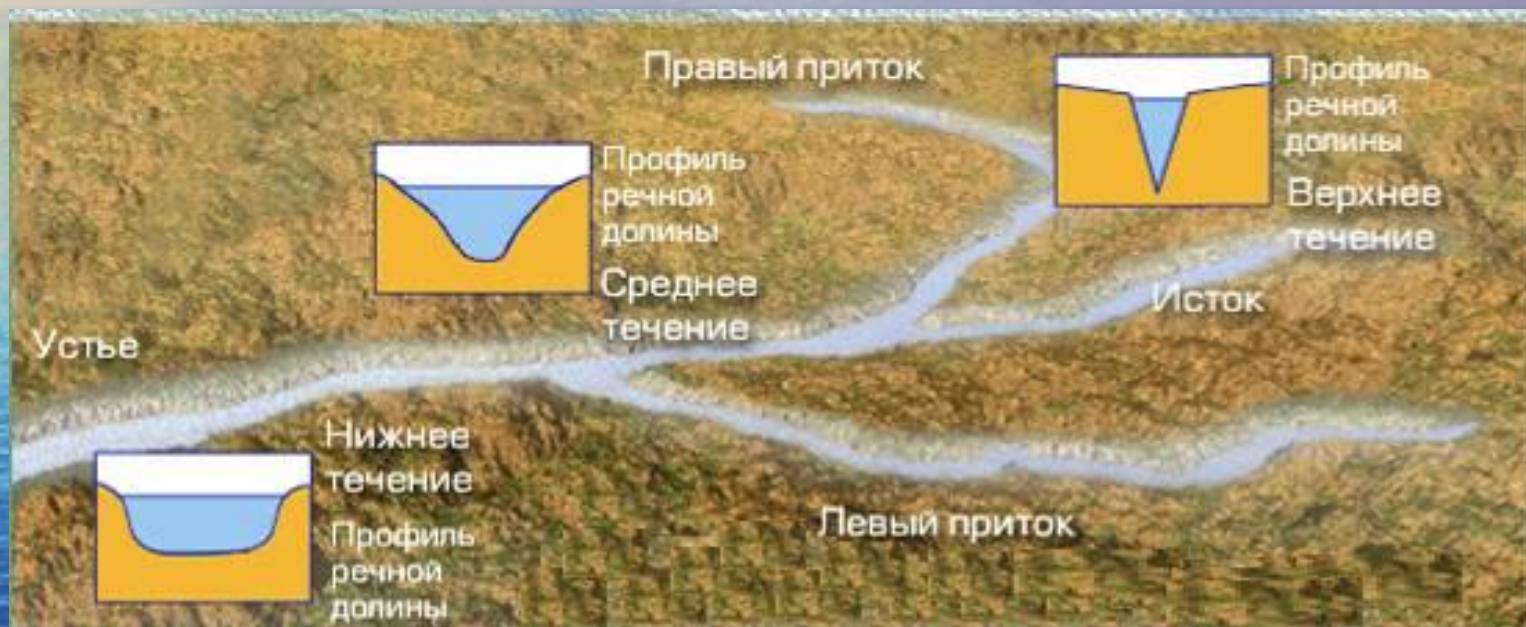 Правый приток
Профиль
речной
долины
Верхнее
течение
Профиль
речной
долины
Среднее
течение
Исток
Устье
Нижнее
течение
Профиль
речной
долины
Левый приток